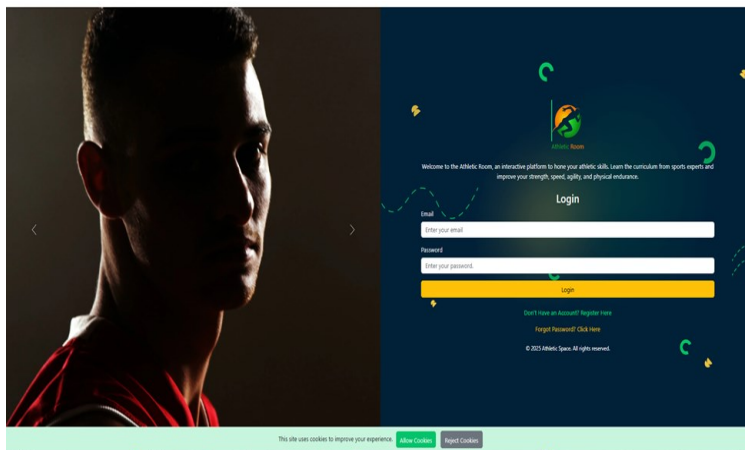 Athletic Room
Welcome to the Athletic Room, an interactive platform to hone your athletic skills. Learn the curriculum from sports experts and
improve your strength, speed, agility, and physical endurance.
Login
Email
Enter your email
Password
Enter your password.
Login
Don't Have an Account? Register Here
Forgot Password? Click Here
© 2025 Athletic Space. All rights reserved.
This site uses cookies to improve your experience. Allow Cookies Reject Cookies